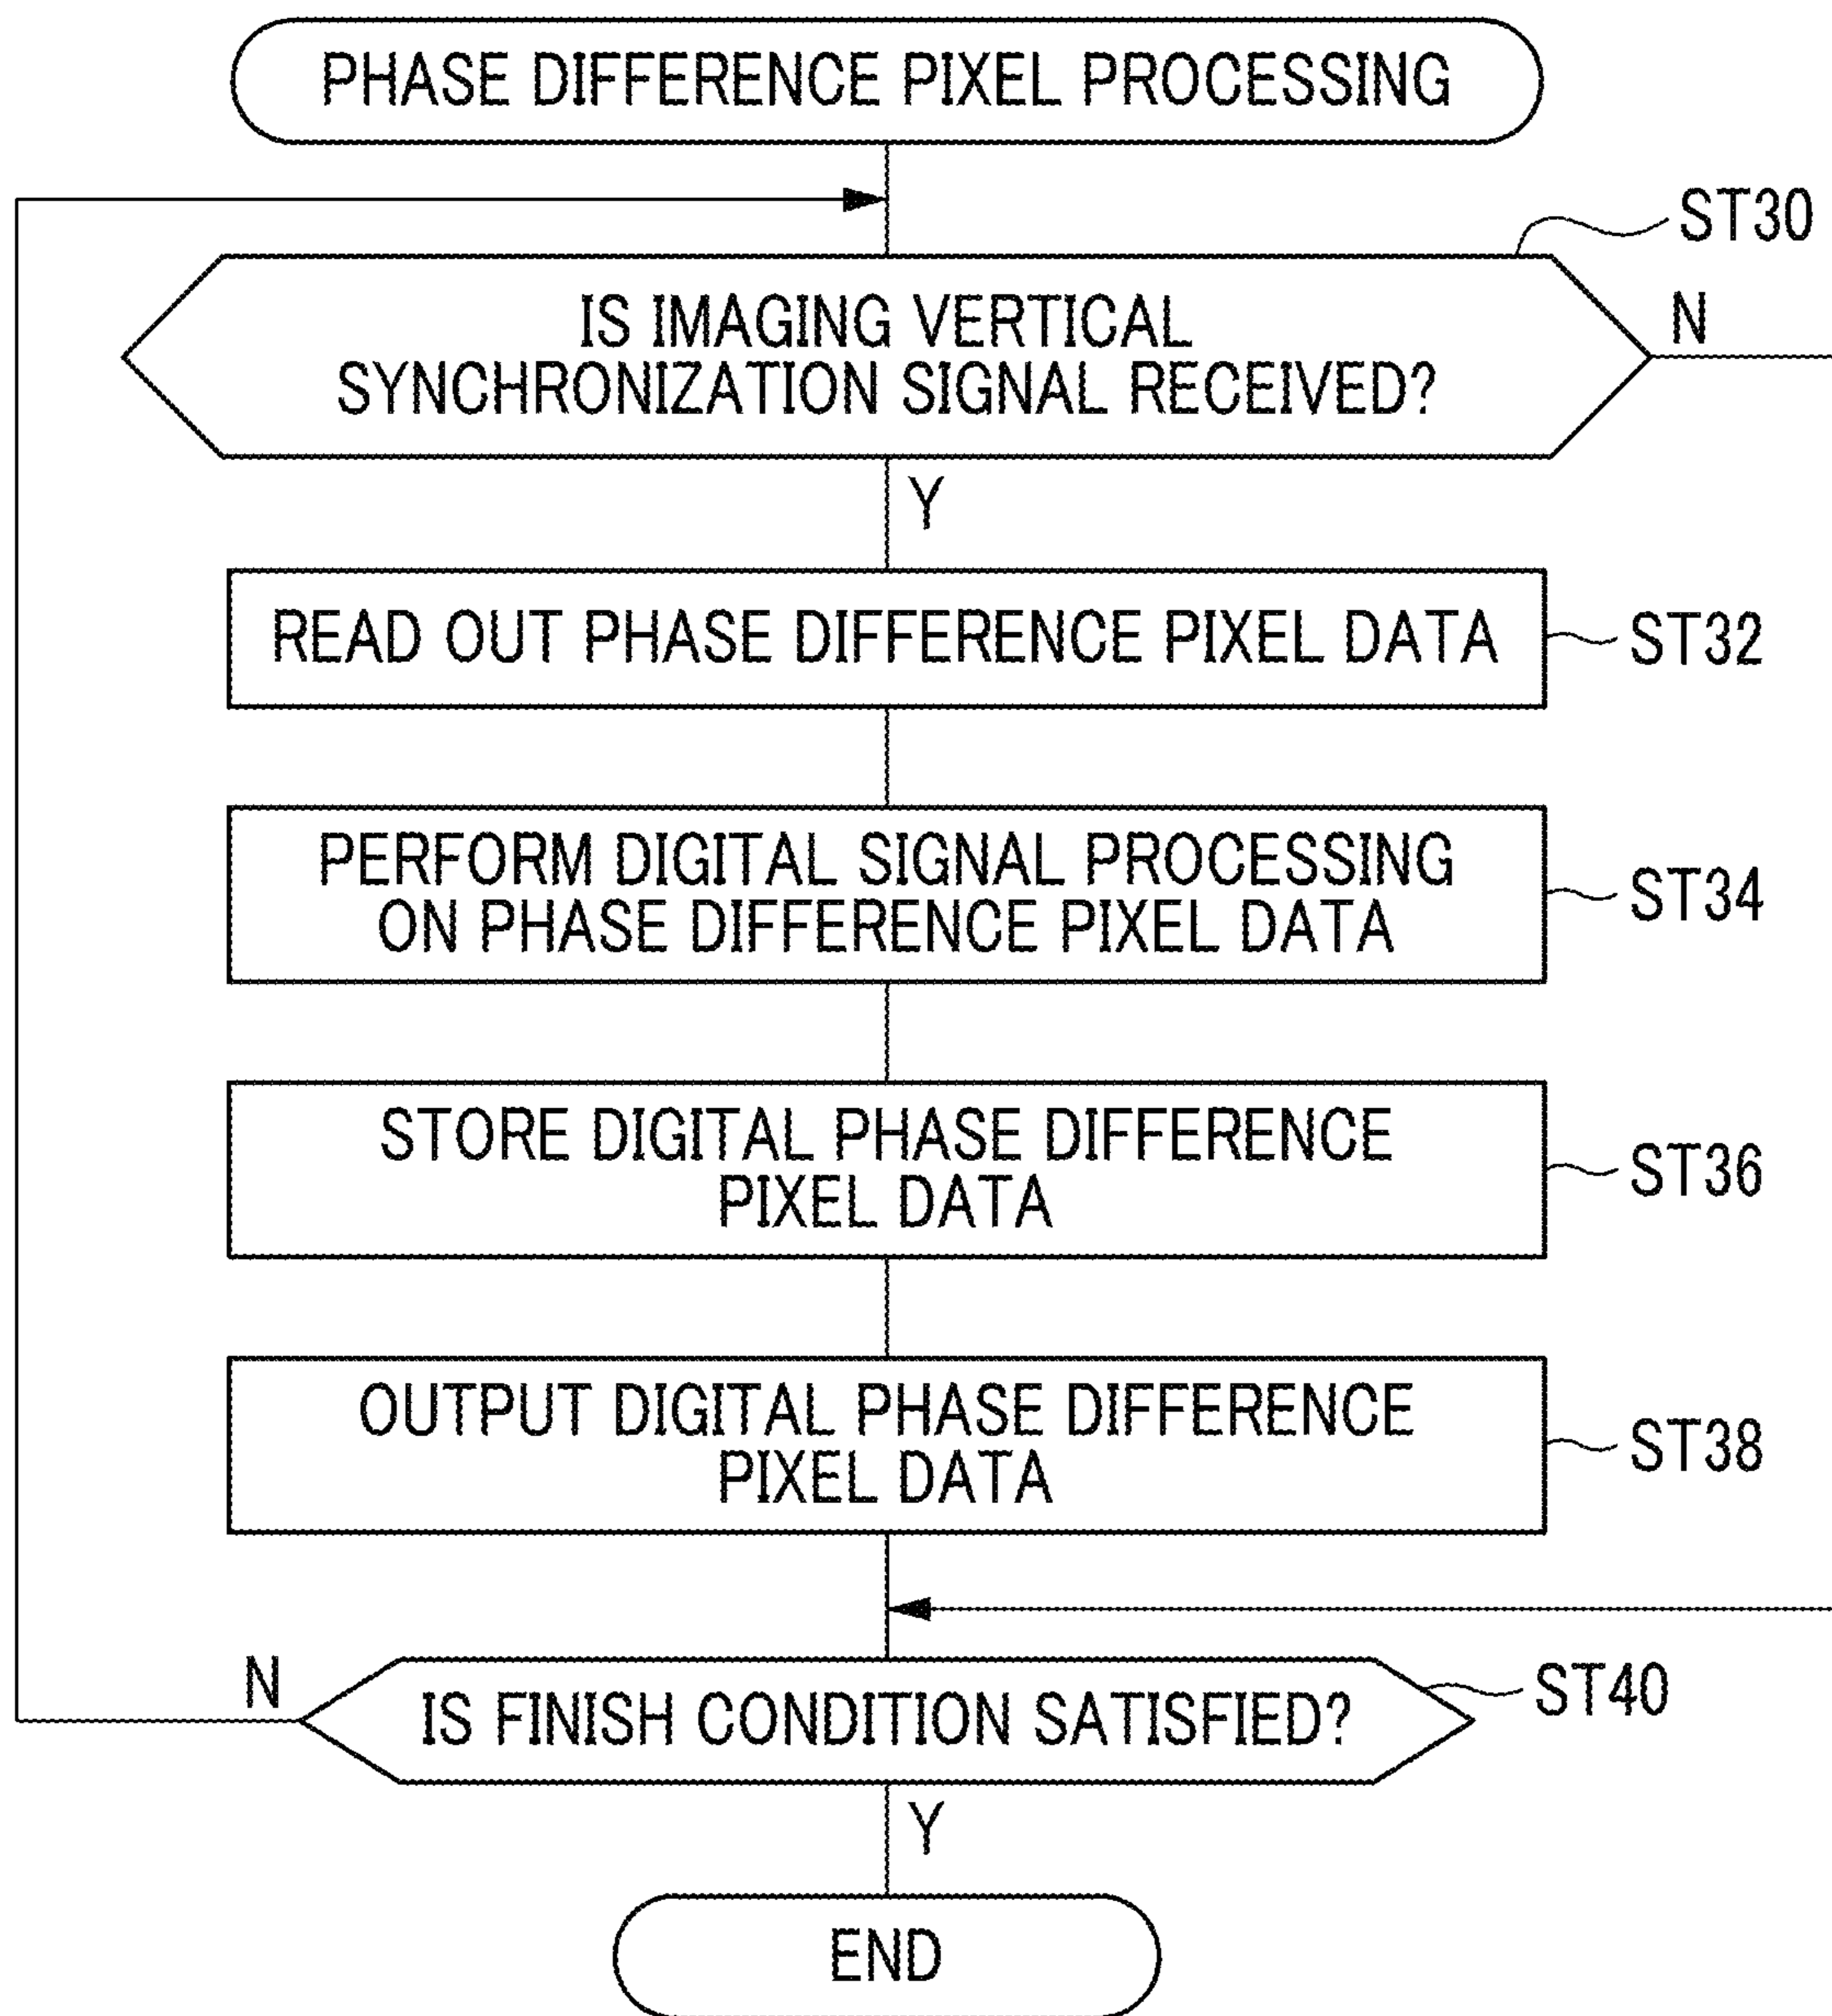 PHASE DIFFERENCE PIXEL PROCESSING
ST30
IS IMAGING VERTICAL
SYNCHRONIZATION SIGNAL RECEIVED?
N
Y
READ OUT PHASE DIFFERENCE PIXEL DATA
ST32
PERFORM DIGITAL SIGNAL PROCESSING
ON PHASE DIFFERENCE PIXEL DATA
ST34
STORE DIGITAL PHASE DIFFERENCE
PIXEL DATA
ST36
OUTPUT DIGITAL PHASE DIFFERENCE
PIXEL DATA
ST38
N
IS FINISH CONDITION SATISFIED?
ST40
Y
END